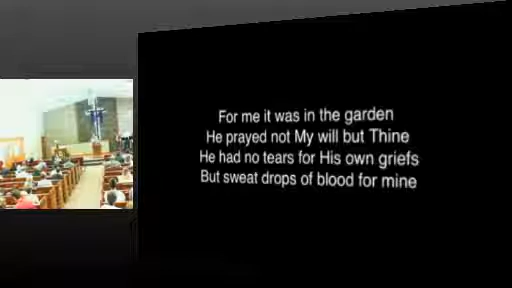 For me it was in the garden
He prayed not My will but Thine
He had no tears for His own griefs
But sweat drops of blood for mine